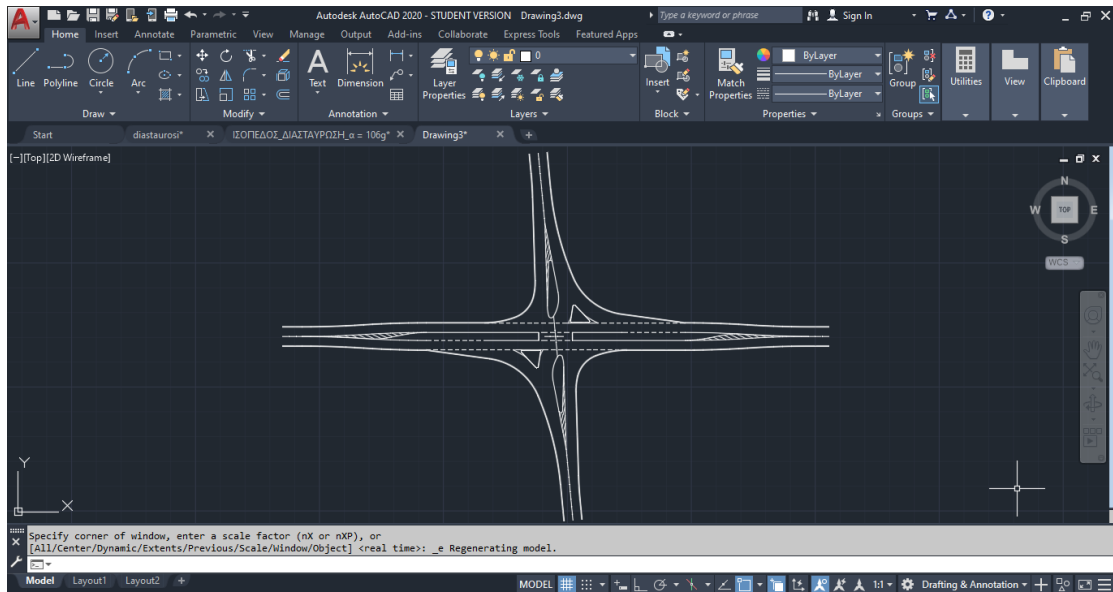 Autodesk AutoCAD 2020 - STUDENT VERSION Drawing3.dwg Type a keyword or phrase Sign In
Home Insert Annotate Parametric View Manage Output Add-ins Collaborate Express Tools Featured Apps
0
ByLayer
Line Polyline Circle Arc
Text Dimension
Layer Properties
Insert
Match Properties
ByLayer
ByLayer
Group
Utilities
View
Clipboard
Draw Modify Annotation Layers Block Properties Groups
Start diastaurosi* ΙΣΟΠΕΔΟΣ_ΔΙΑΣΤΑΥΡΩΣΗ_α = 106g* Drawing3*
[−][Top][2D Wireframe]
N
W TOP E
S
WCS
Y
X
Specify corner of window, enter a scale factor (nX or nXP), or
[All/Center/Dynamic/Extents/Previous/Scale/Window/Object] <real time>: _e Regenerating model.
Model Layout1 Layout2 +
MODEL 1:1 Drafting & Annotation